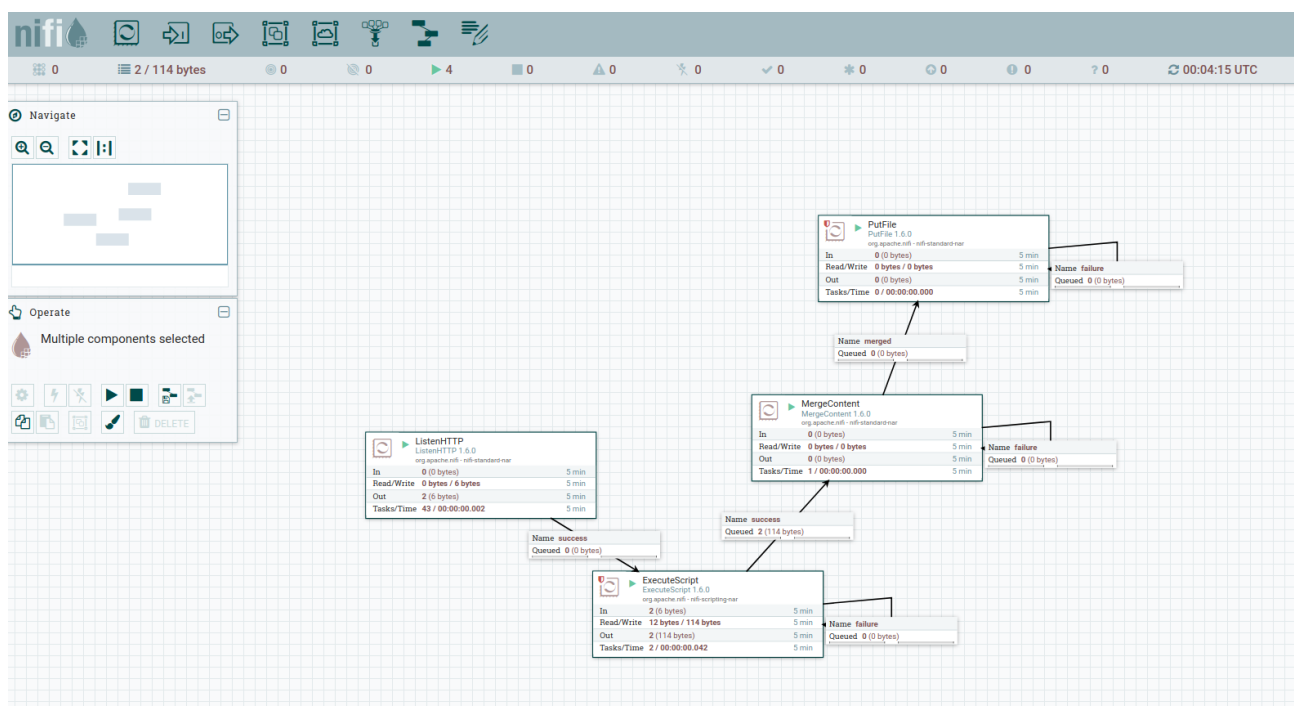 nifi
0 2 / 114 bytes 0 0 4 0 0 0 0 0 0 0 ? 0 00:04:15 UTC
Navigate
Operate
Multiple components selected
DELETE
PutFile
PutFile 1.6.0
org.apache.nifi - nifi-standard-nar
In 0 (0 bytes) 5 min
Read/Write 0 bytes / 0 bytes 5 min
Out 0 (0 bytes) 5 min
Tasks/Time 0 / 00:00:00.000 5 min
Name failure
Queued 0 (0 bytes)
Name merged
Queued 0 (0 bytes)
MergeContent
MergeContent 1.6.0
org.apache.nifi - nifi-standard-nar
In 0 (0 bytes) 5 min
Read/Write 0 bytes / 0 bytes 5 min
Out 0 (0 bytes) 5 min
Tasks/Time 1 / 00:00:00.000 5 min
Name failure
Queued 0 (0 bytes)
ListenHTTP
ListenHTTP 1.6.0
org.apache.nifi - nifi-standard-nar
In 0 (0 bytes) 5 min
Read/Write 0 bytes / 6 bytes 5 min
Out 2 (6 bytes) 5 min
Tasks/Time 43 / 00:00:00.002 5 min
Name success
Queued 0 (0 bytes)
Name success
Queued 2 (114 bytes)
ExecuteScript
ExecuteScript 1.6.0
org.apache.nifi - nifi-scripting-nar
In 2 (6 bytes) 5 min
Read/Write 12 bytes / 114 bytes 5 min
Out 2 (114 bytes) 5 min
Tasks/Time 2 / 00:00:00.042 5 min
Name failure
Queued 0 (0 bytes)